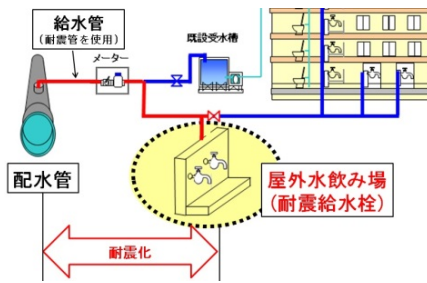 給水管
（耐震管を使用）
メーター
既設受水槽
配水管
屋外水飲み場
（耐震給水栓）
耐震化